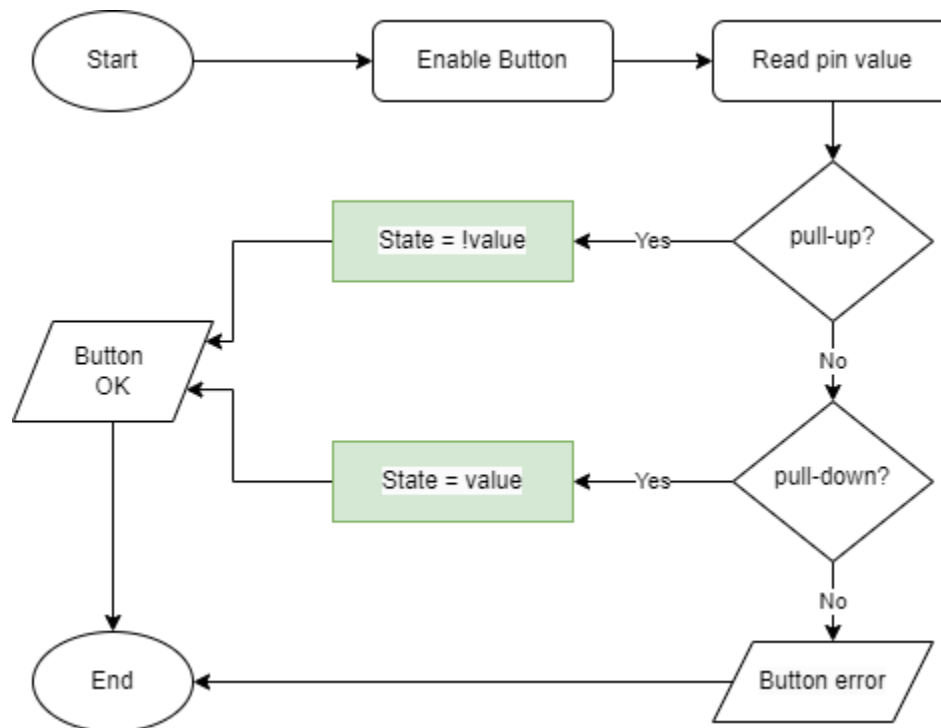 Start
Enable Button
Read pin value
pull-up?
Yes
State = !value
No
Button
OK
pull-down?
Yes
State = value
No
Button error
End